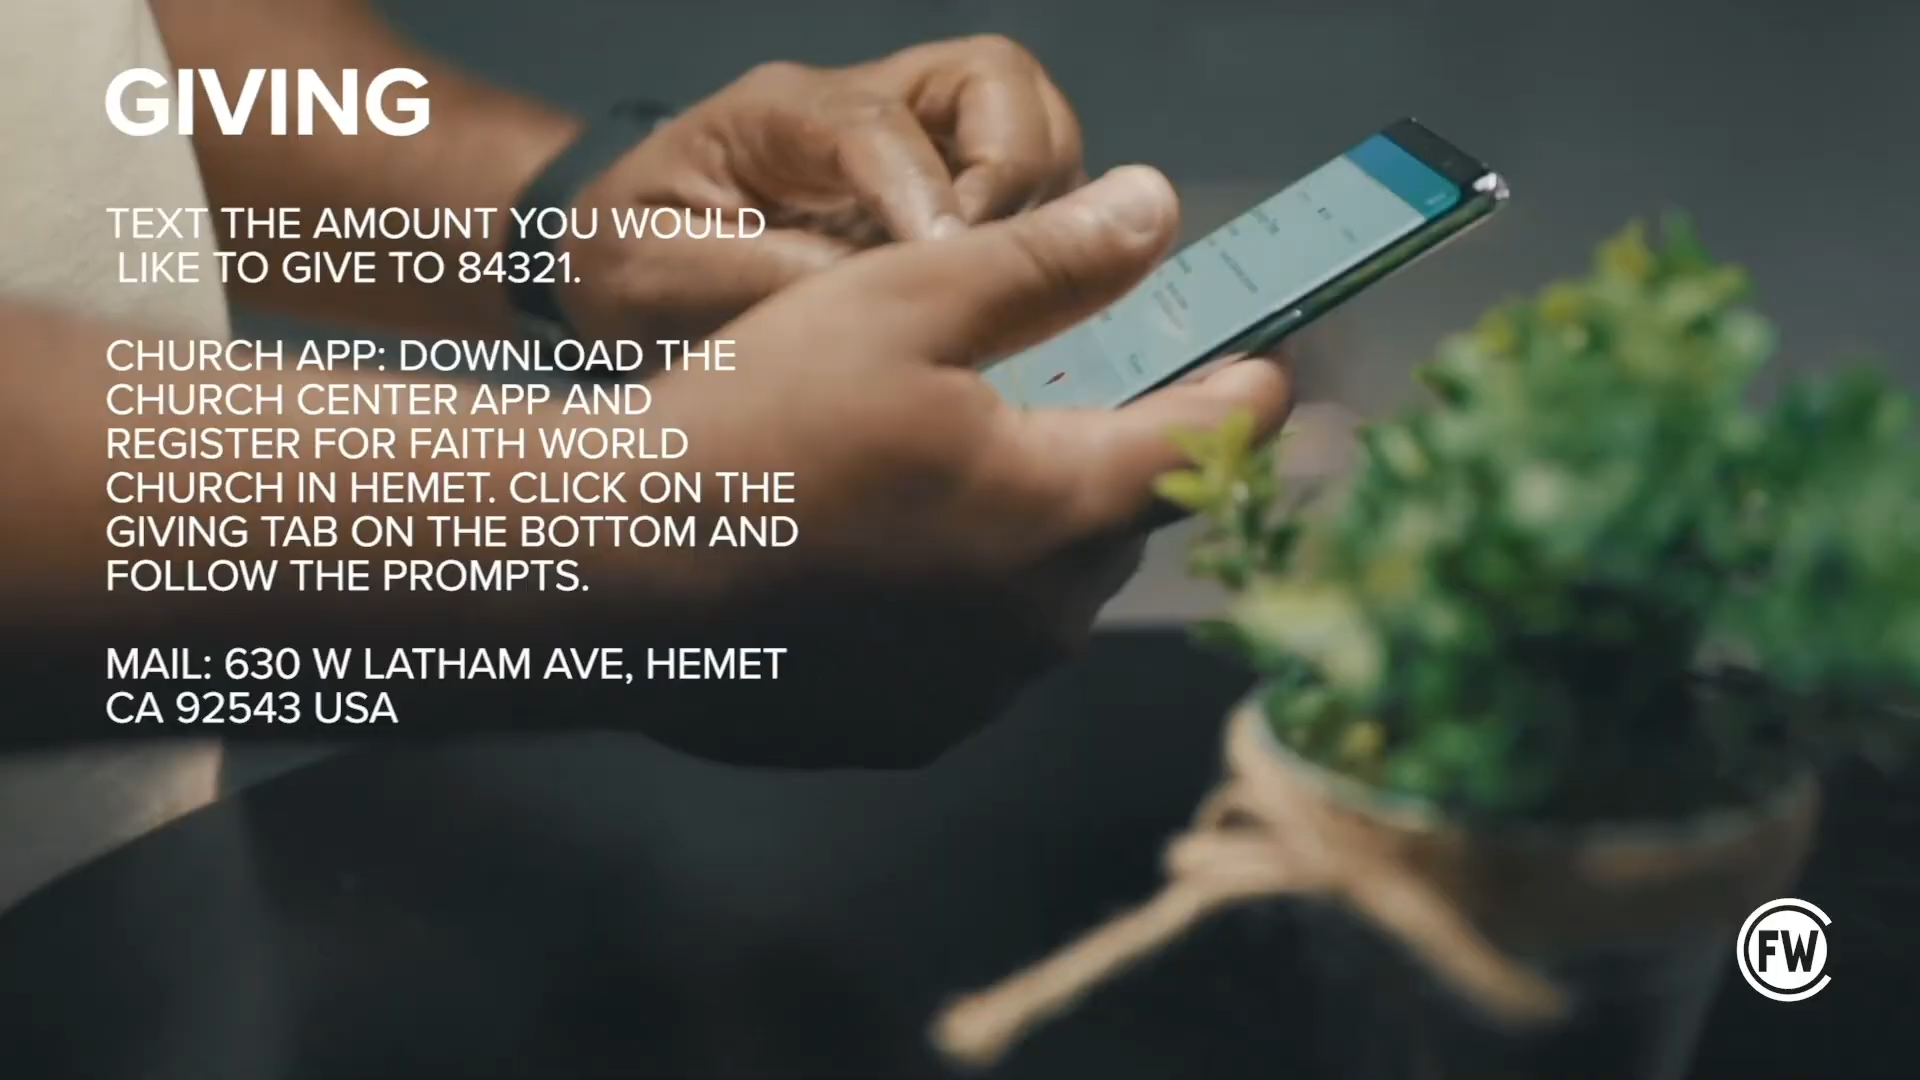 GIVING
TEXT THE AMOUNT YOU WOULD
LIKE TO GIVE TO 84321.
CHURCH APP: DOWNLOAD THE
CHURCH CENTER APP AND
REGISTER FOR FAITH WORLD
CHURCH IN HEMET. CLICK ON THE
GIVING TAB ON THE BOTTOM AND
FOLLOW THE PROMPTS.
MAIL: 630 W LATHAM AVE, HEMET
CA 92543 USA
FW